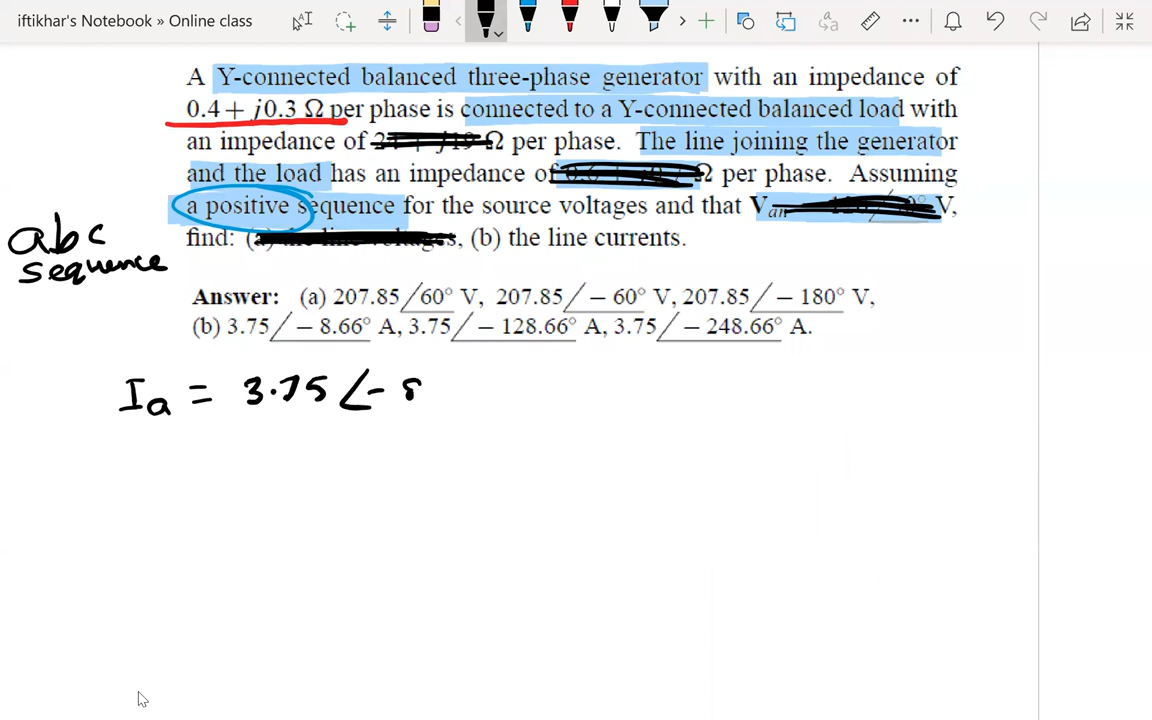 iftikhar's Notebook » Online class
A Y-connected balanced three-phase generator with an impedance of
0.4 + j0.3 Ω per phase is connected to a Y-connected balanced load with
an impedance of Ω per phase. The line joining the generator
and the load has an impedance of Ω per phase. Assuming
a positive sequence for the source voltages and that Van V,
find: (a) , (b) the line currents.
abc
sequence
Answer: (a) 207.85∠60° V, 207.85∠ − 60° V, 207.85∠ − 180° V,
(b) 3.75∠ − 8.66° A, 3.75∠ − 128.66° A, 3.75∠ − 248.66° A.
Ia = 3.75 ∠- 8